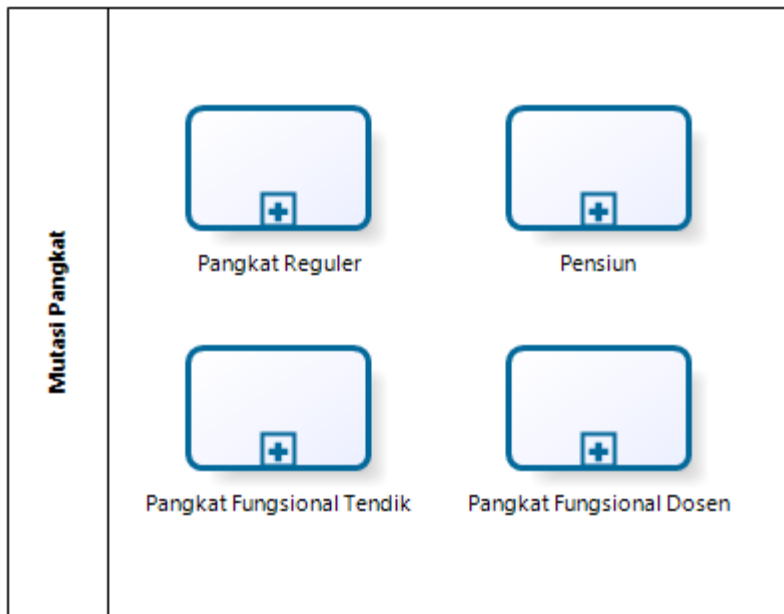 Mutasi Pangkat
Pangkat Reguler
Pensiun
Pangkat Fungsional Tendik
Pangkat Fungsional Dosen